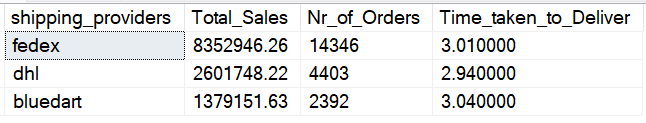 shipping_providers Total_Sales Nr_of_Orders Time_taken_to_Deliver
fedex 8352946.26 14346 3.010000
dhl 2601748.22 4403 2.940000
bluedart 1379151.63 2392 3.040000